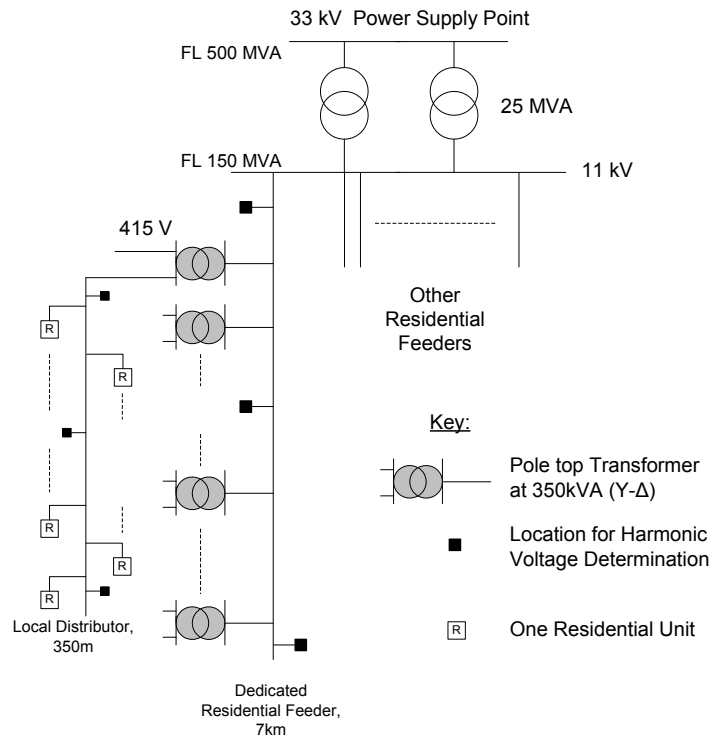 33 kV Power Supply Point
FL 500 MVA
25 MVA
FL 150 MVA
11 kV
415 V
R
R
Other
Residential
Feeders
Key:
Pole top Transformer
at 350kVA (Y-Δ)
R
R
Location for Harmonic
Voltage Determination
R
Local Distributor,
350m
R
One Residential Unit
Dedicated
Residential Feeder,
7km